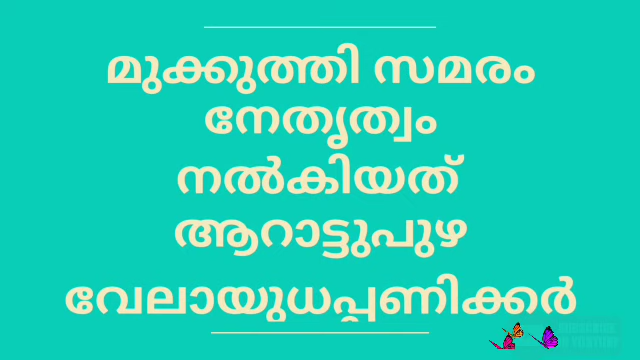 മുക്കുത്തി സമരം
നേതൃത്വം
നൽകിയത്
ആറാട്ടുപുഴ
വേലായുധപ്പണിക്കർ